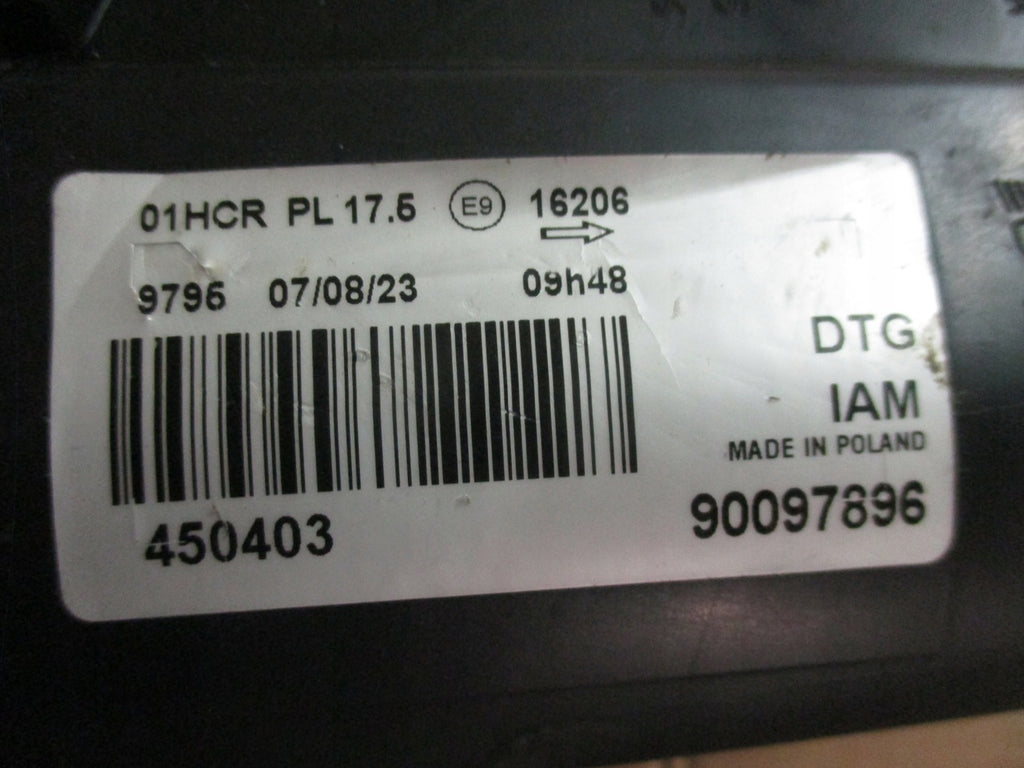 01HCR PL 17.5 E9 16206
9796 07/08/23 09h48
DTG
IAM
MADE IN POLAND
450403 90097896